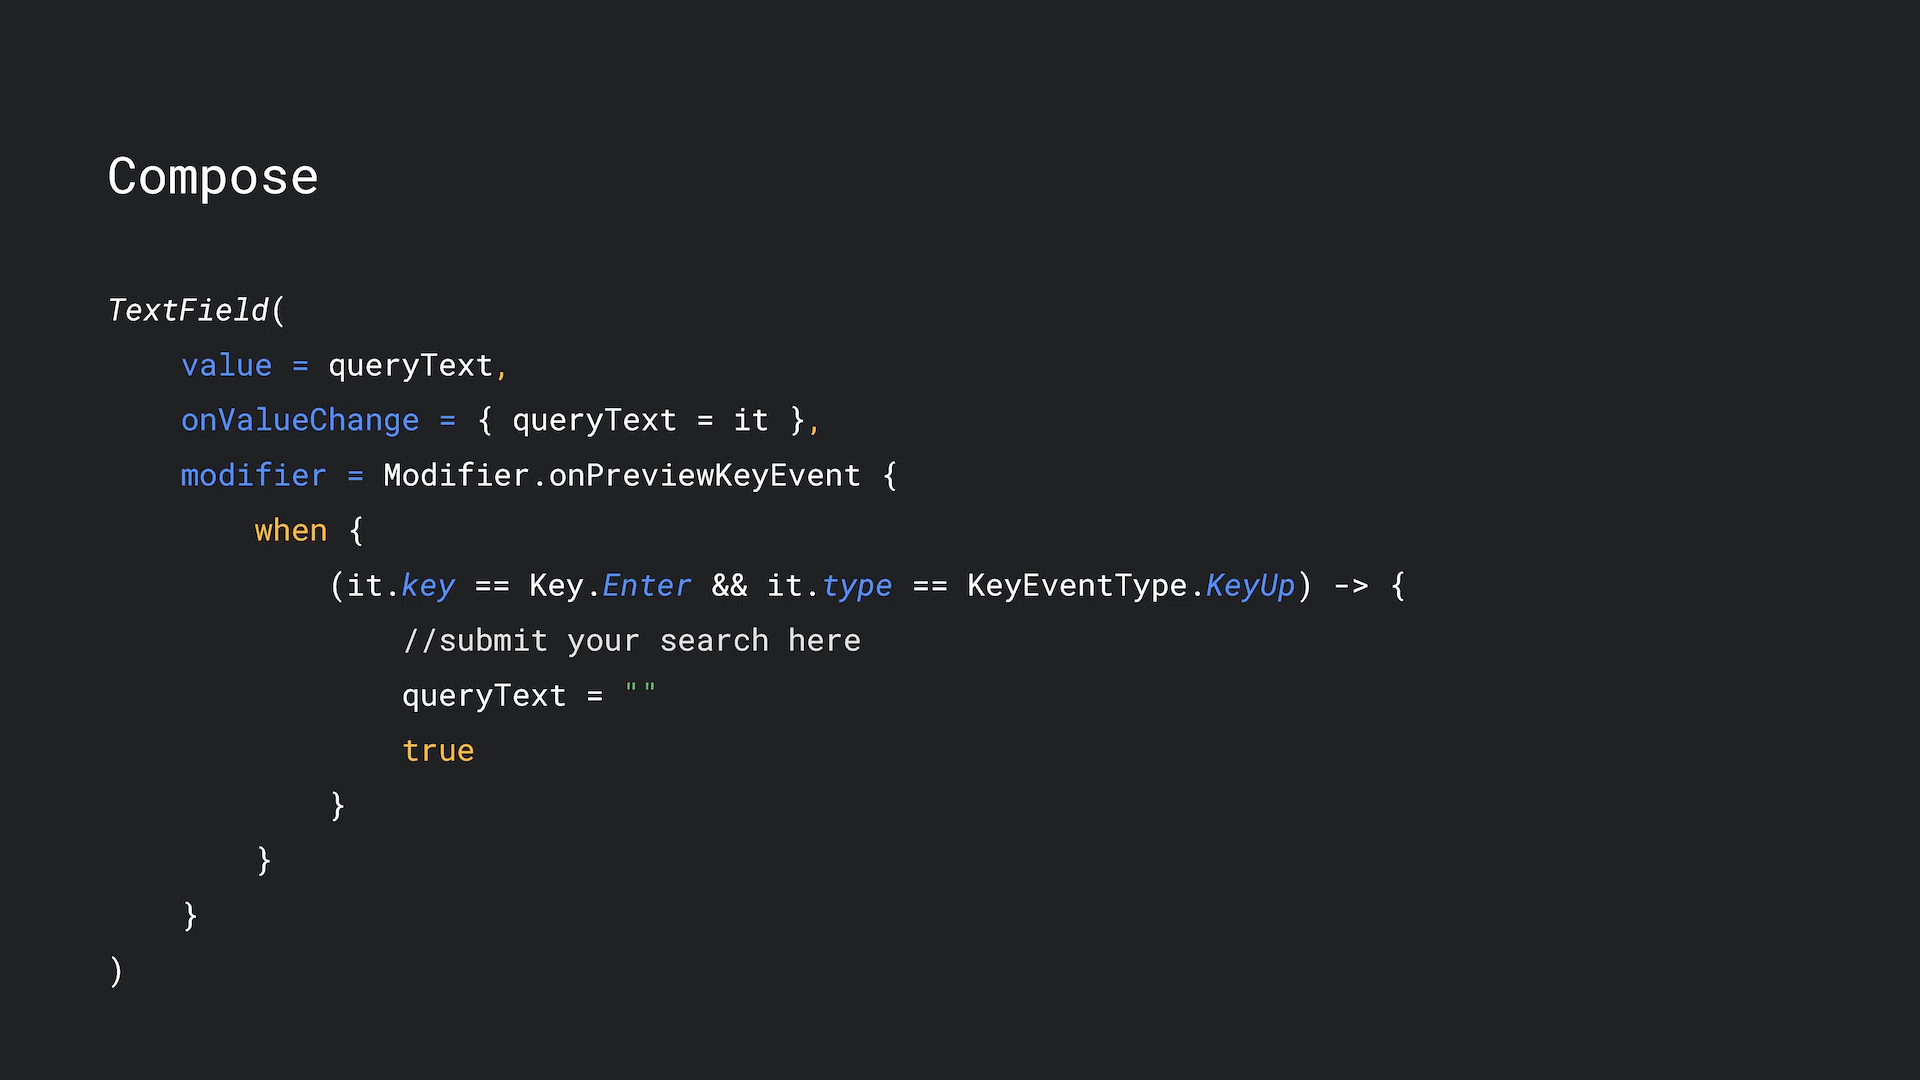 Compose
TextField(
value = queryText,
onValueChange = { queryText = it },
modifier = Modifier.onPreviewKeyEvent {
when {
(it.key == Key.Enter && it.type == KeyEventType.KeyUp) -> {
//submit your search here
queryText = ""
true
}
}
}
)